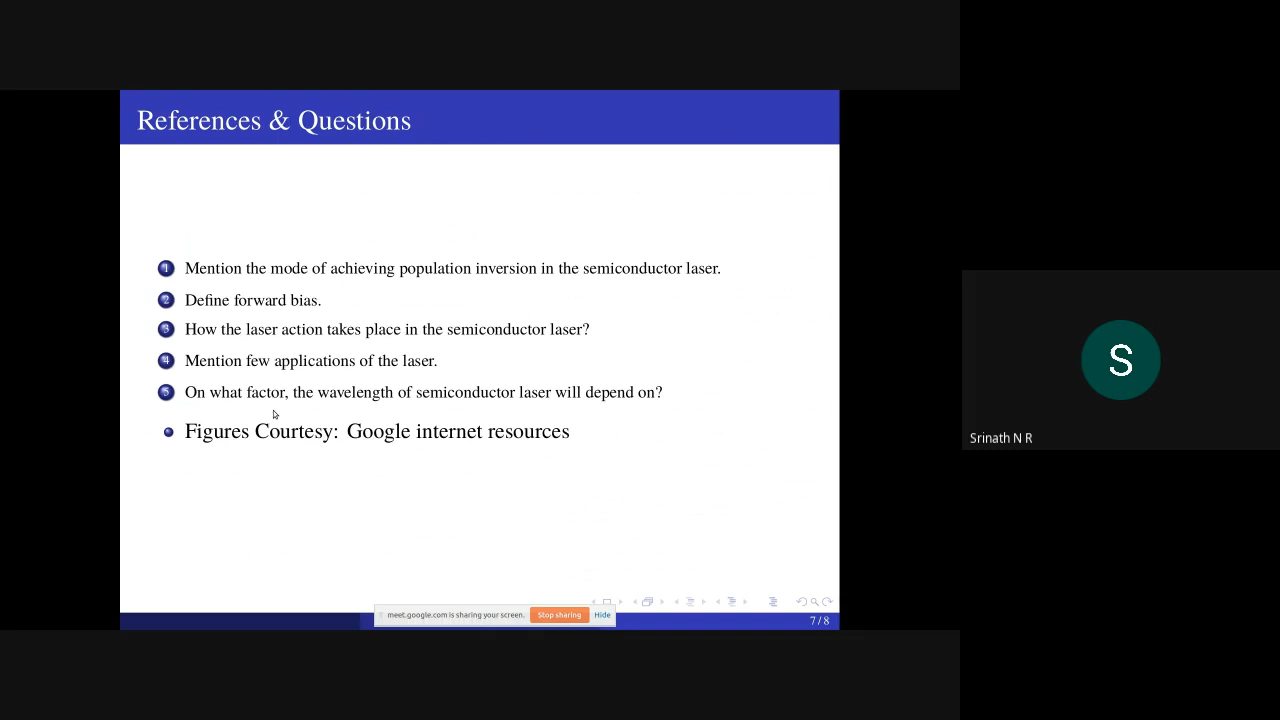 References & Questions
1 Mention the mode of achieving population inversion in the semiconductor laser.
2 Define forward bias.
3 How the laser action takes place in the semiconductor laser?
4 Mention few applications of the laser.
5 On what factor, the wavelength of semiconductor laser will depend on?
Figures Courtesy: Google internet resources
meet.google.com is sharing your screen. Stop sharing Hide
7 / 8
S
Srinath N R